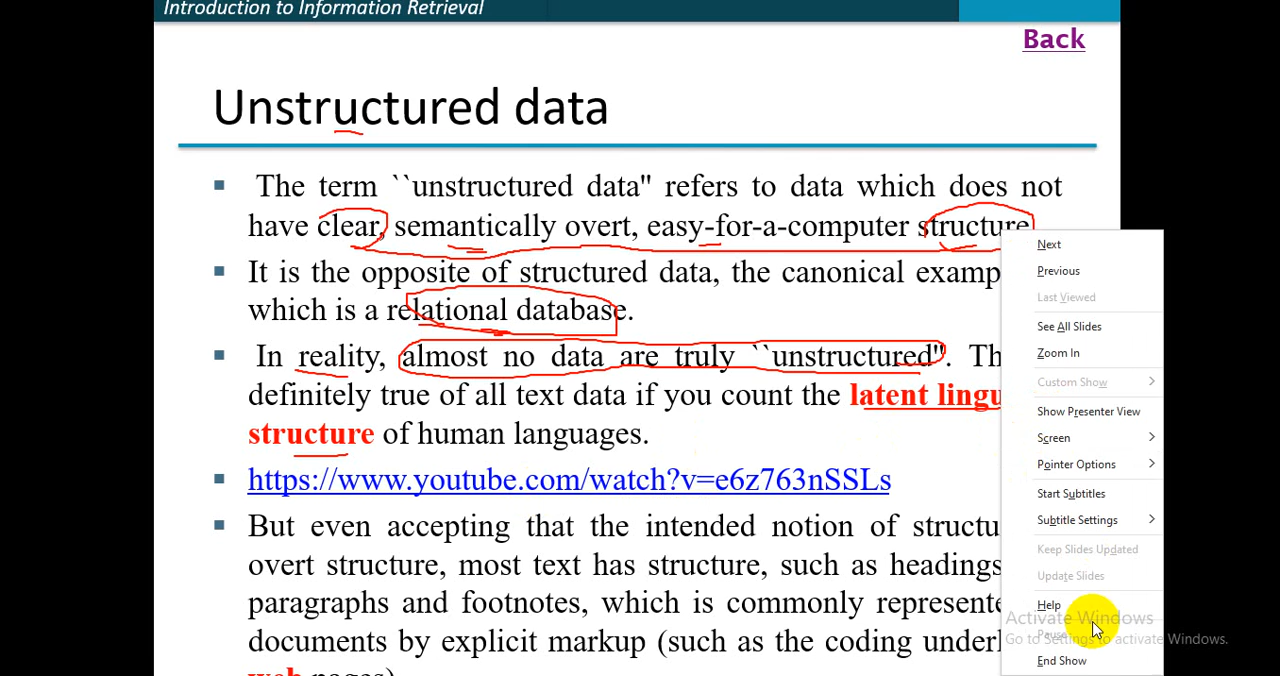 Introduction to Information Retrieval
Back
Unstructured data
The term ``unstructured data" refers to data which does not
have clear, semantically overt, easy-for-a-computer structure.
It is the opposite of structured data, the canonical
which is a relational database.
In reality, almost no data are truly ``unstructured".
definitely true of all text data if you count the latent
structure of human languages.
https://www.youtube.com/watch?v=e6z763nSSLs
But even accepting that the intended notion of
overt structure, most text has structure, such as headings
paragraphs and footnotes, which is commonly
documents by explicit markup (such as the coding
web pages)
Next
Previous
Last Viewed
See All Slides
Zoom In
Custom Show
Show Presenter View
Screen
Pointer Options
Start Subtitles
Subtitle Settings
Keep Slides Updated
Update Slides
Help
Activate Windows
Pause
Go to Settings to activate Windows.
End Show